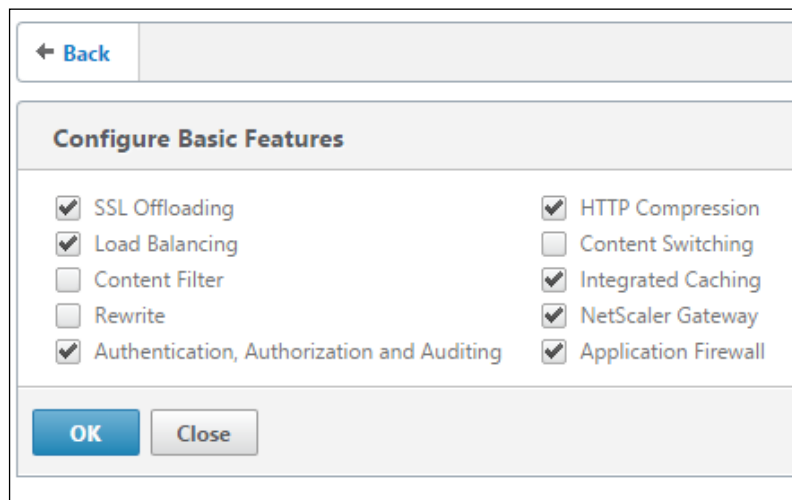 Back
Configure Basic Features
SSL Offloading
HTTP Compression
Load Balancing
Content Switching
Content Filter
Integrated Caching
Rewrite
NetScaler Gateway
Authentication, Authorization and Auditing
Application Firewall
OK
Close